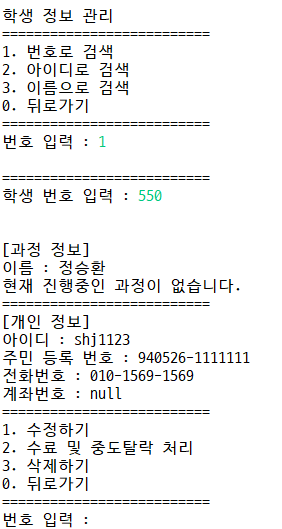 학생 정보 관리
==========================
1. 번호로 검색
2. 아이디로 검색
3. 이름으로 검색
0. 뒤로가기
==========================
번호 입력 : 1
==========================
학생 번호 입력 : 550
[과정 정보]
이름 : 정승환
현재 진행중인 과정이 없습니다.
==========================
[개인 정보]
아이디 : shj1123
주민 등록 번호 : 940526-1111111
전화번호 : 010-1569-1569
계좌번호 : null
==========================
1. 수정하기
2. 수료 및 중도탈락 처리
3. 삭제하기
0. 뒤로가기
==========================
번호 입력 :